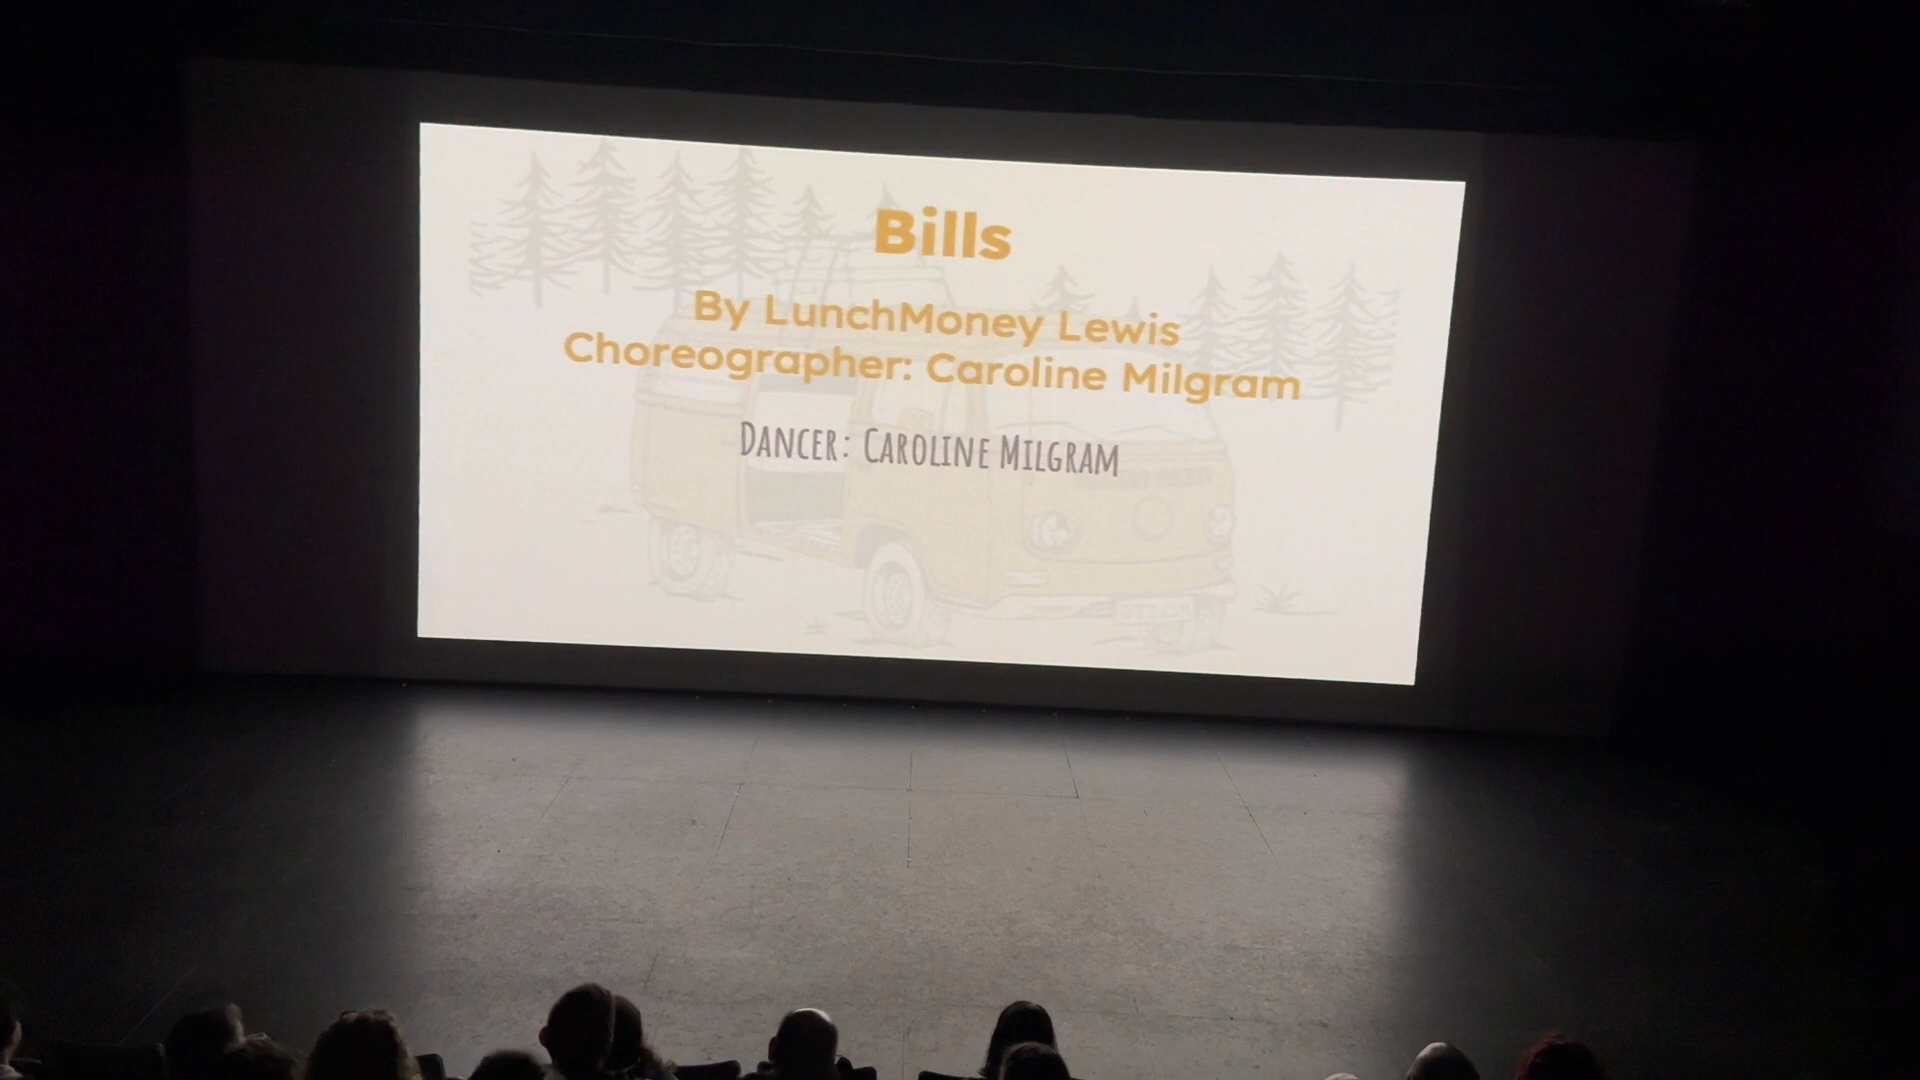 Bills
By LunchMoney Lewis
Choreographer: Caroline Milgram
Dancer: Caroline Milgram